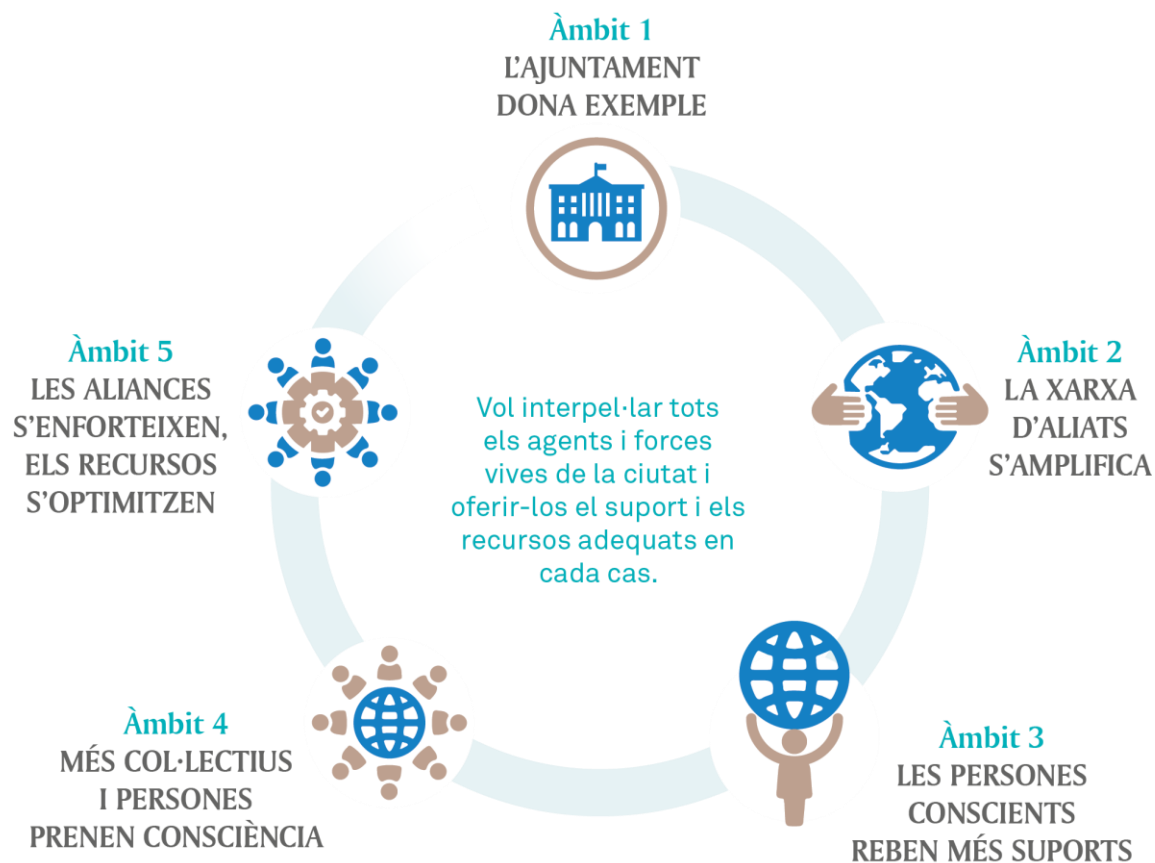 Àmbit 1
L'AJUNTAMENT
DONA EXEMPLE
Àmbit 2
LA XARXA
D'ALIATS
S'AMPLIFICA
Àmbit 3
LES PERSONES
CONSCIENTS
REBEN MÉS SUPORTS
Àmbit 4
MÉS COL·LECTIUS
I PERSONES
PRENEN CONSCIÈNCIA
Àmbit 5
LES ALIANCES
S'ENFORTEIXEN,
ELS RECURSOS
S'OPTIMITZEN
Vol interpel·lar tots
els agents i forces
vives de la ciutat i
oferir-los el suport i els
recursos adequats en
cada cas.